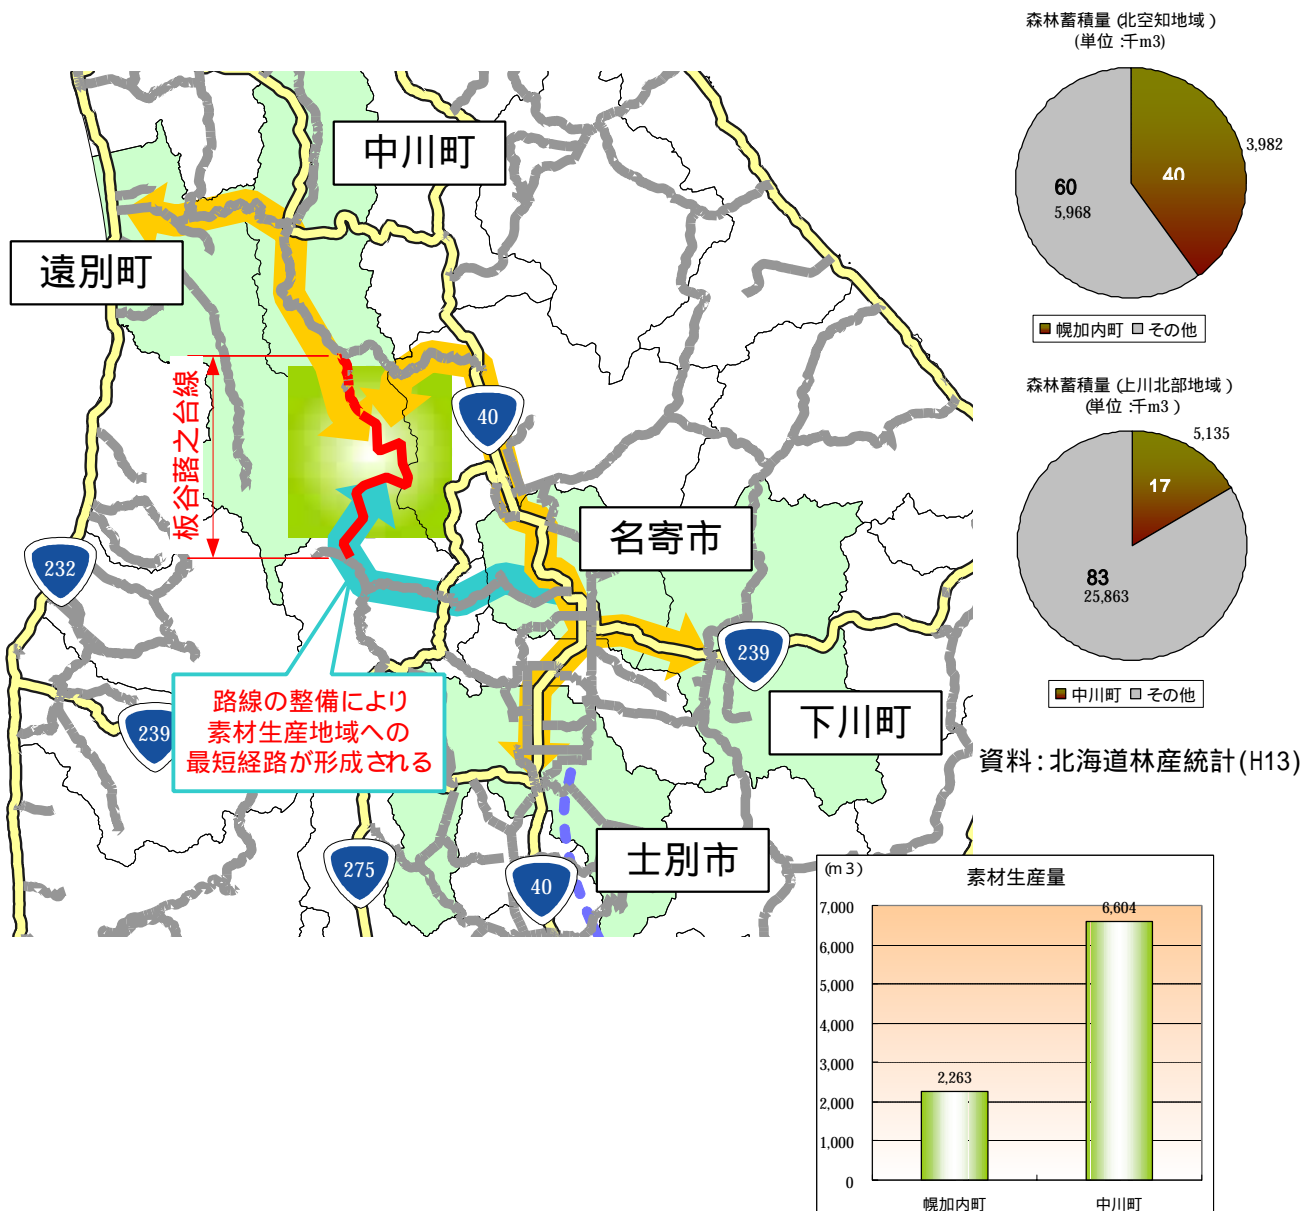 森林蓄積量（北空知地域）
(単位:千m3)
3,982
40
60
5,968
幌加内町 その他
森林蓄積量（上川北部地域）
(単位:千m3)
5,135
17
83
25,863
中川町 その他
資料:北海道林産統計(H13)
中川町
遠別町
板谷蕗之台線
40
232
名寄市
239
路線の整備により
素材生産地域への
最短経路が形成される
239
下川町
275
40
士別市
(m3)
素材生産量
7,000
6,000
5,000
4,000
3,000
2,000
1,000
0
2,263
6,604
幌加内町
中川町